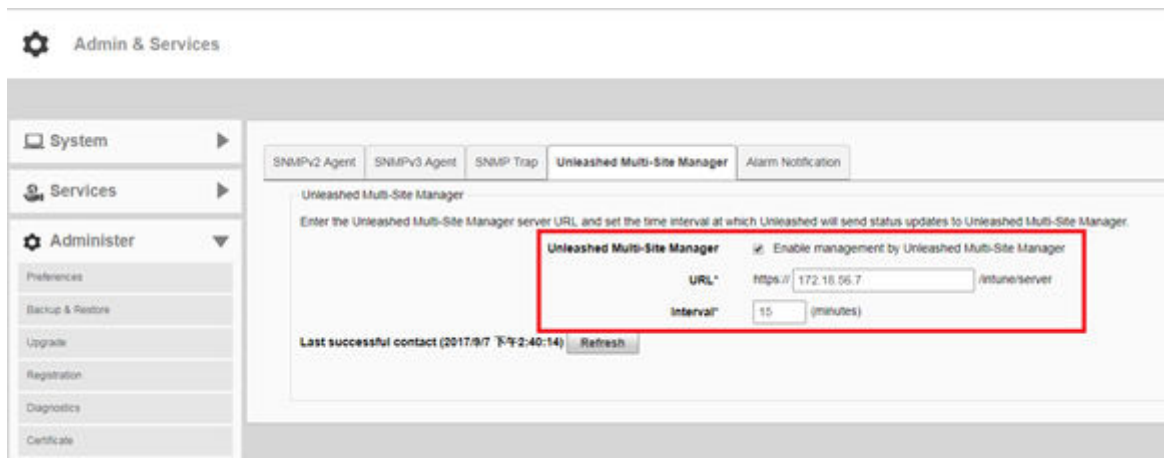 Admin & Services
System
Services
Administer
Preferences
Backup & Restore
Upgrade
Registration
Diagnostics
Certificate
SNMPv2 Agent SNMPv3 Agent SNMP Trap Unleashed Multi-Site Manager Alarm Notification
Unleashed Multi-Site Manager
Enter the Unleashed Multi-Site Manager server URL and set the time interval at which Unleashed will send status updates to Unleashed Multi-Site Manager.
Unleashed Multi-Site Manager Enable management by Unleashed Multi-Site Manager
URL* https:// 172.18.56.7 /intune/server
Interval* 15 (minutes)
Last successful contact (2017/9/7 下午2:40:14) Refresh